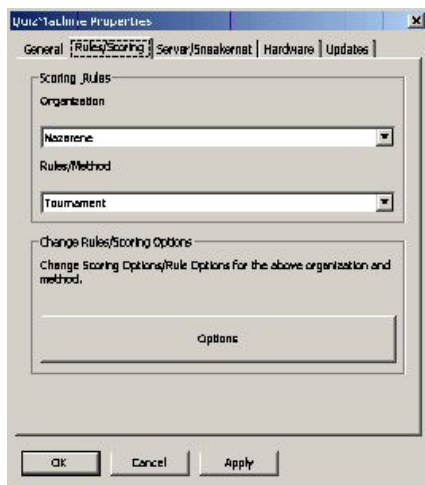 QuizMachine Properties
General Rules/Scoring Server/Sneakernet Hardware Updates
Scoring Rules
Organization
Nazarene
Rules/Method
Tournament
Change Rules/Scoring Options
Change Scoring Options/Rule Options for the above organization and
method.
Options
OK Cancel Apply